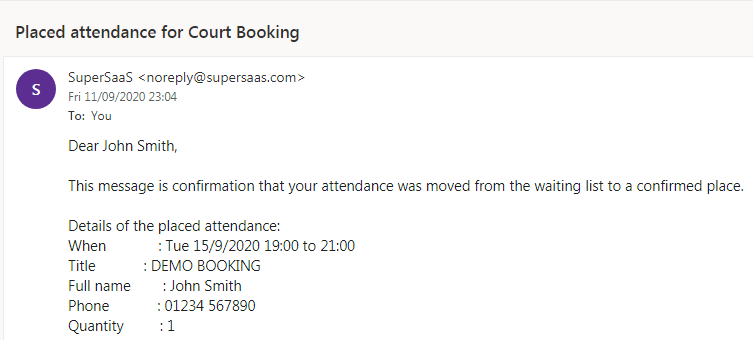 Placed attendance for Court Booking
S
SuperSaaS <noreply@supersaas.com>
Fri 11/09/2020 23:04
To: You
Dear John Smith,
This message is confirmation that your attendance was moved from the waiting list to a confirmed place.
Details of the placed attendance:
When : Tue 15/9/2020 19:00 to 21:00
Title : DEMO BOOKING
Full name : John Smith
Phone : 01234 567890
Quantity : 1